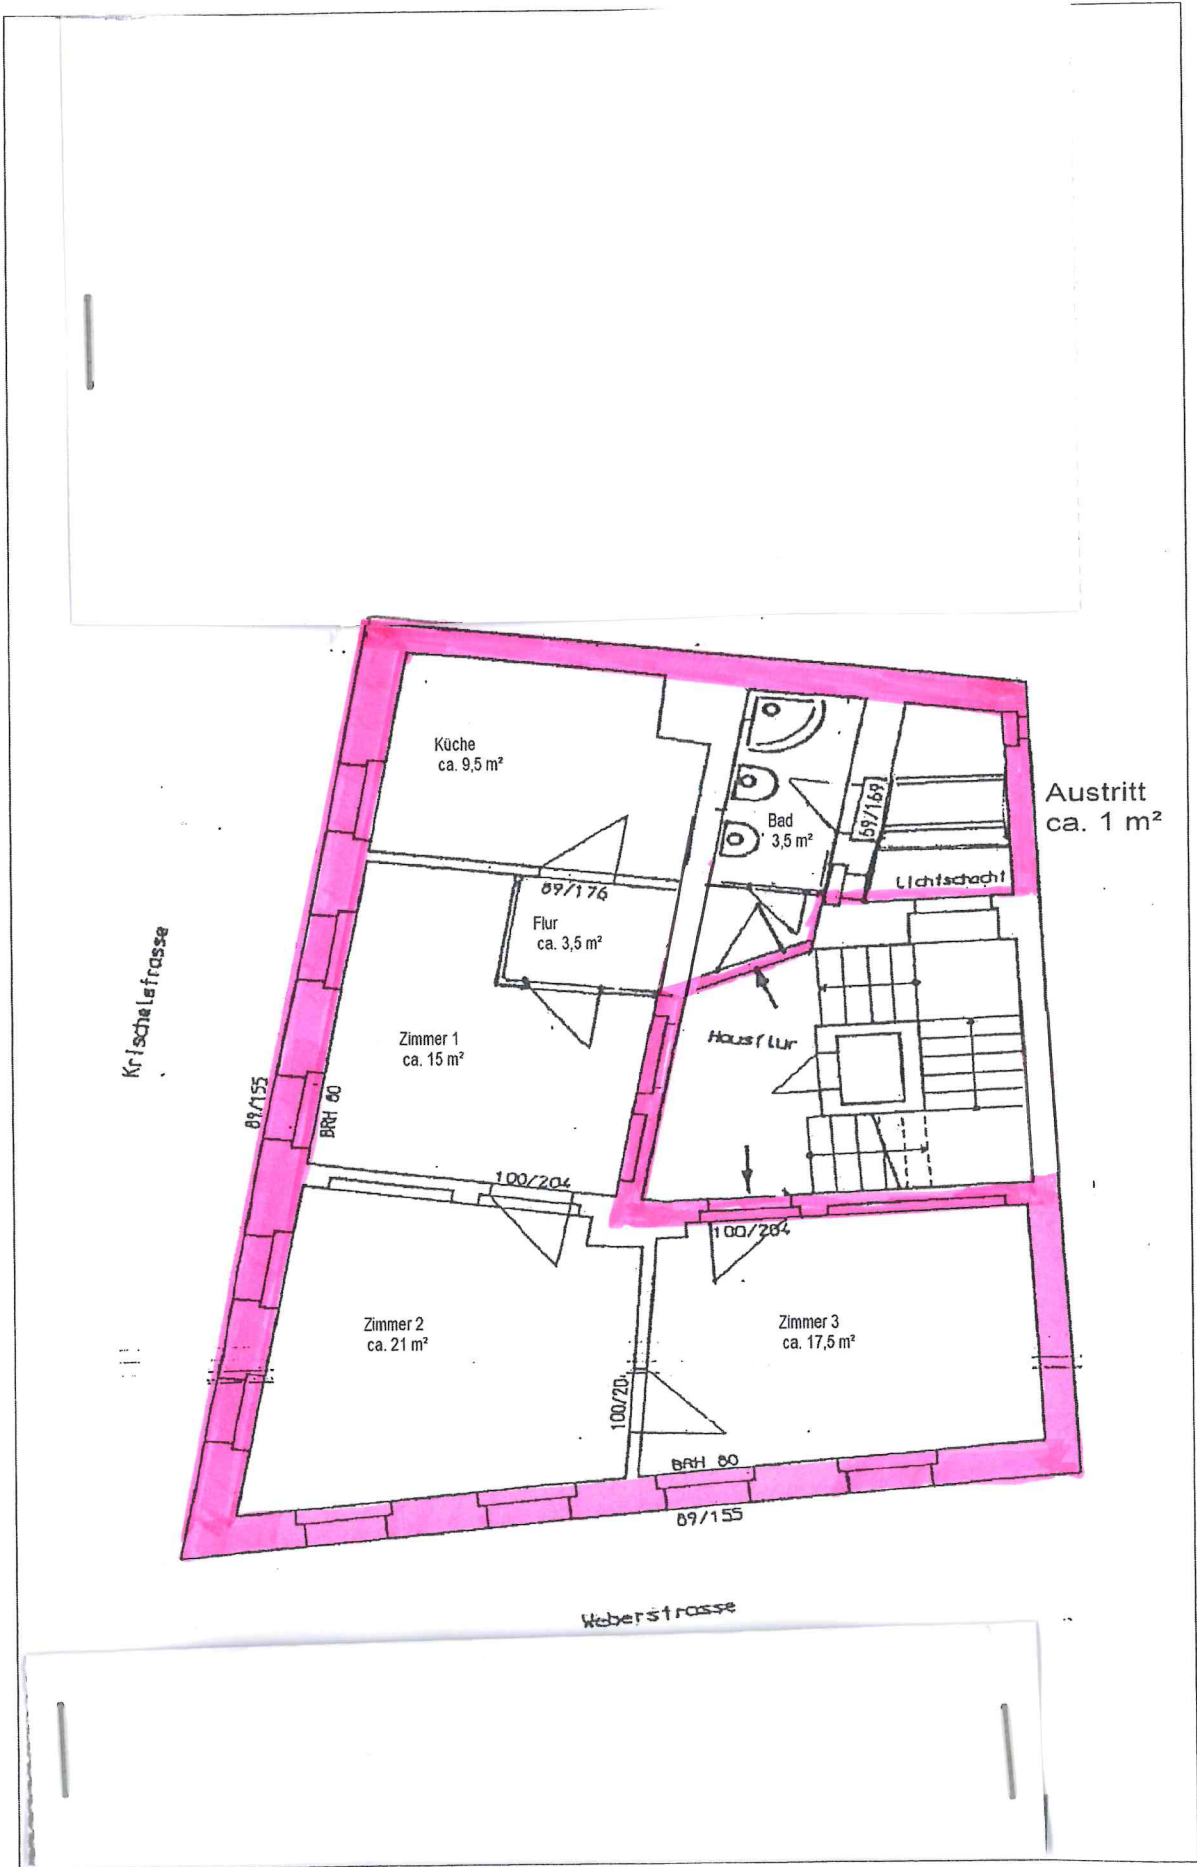 Küche
ca. 9,5 m²
Austritt
ca. 1 m²
69/169
Bad
3,5 m²
Lichtschacht
89/176
Flur
ca. 3,5 m²
Krischelstrasse
Zimmer 1
ca. 15 m²
Hausflur
89/155
BRH 80
100/204
100/204
Zimmer 2
ca. 21 m²
Zimmer 3
ca. 17,5 m²
100/204
BRH 80
89/155
Weberstrasse